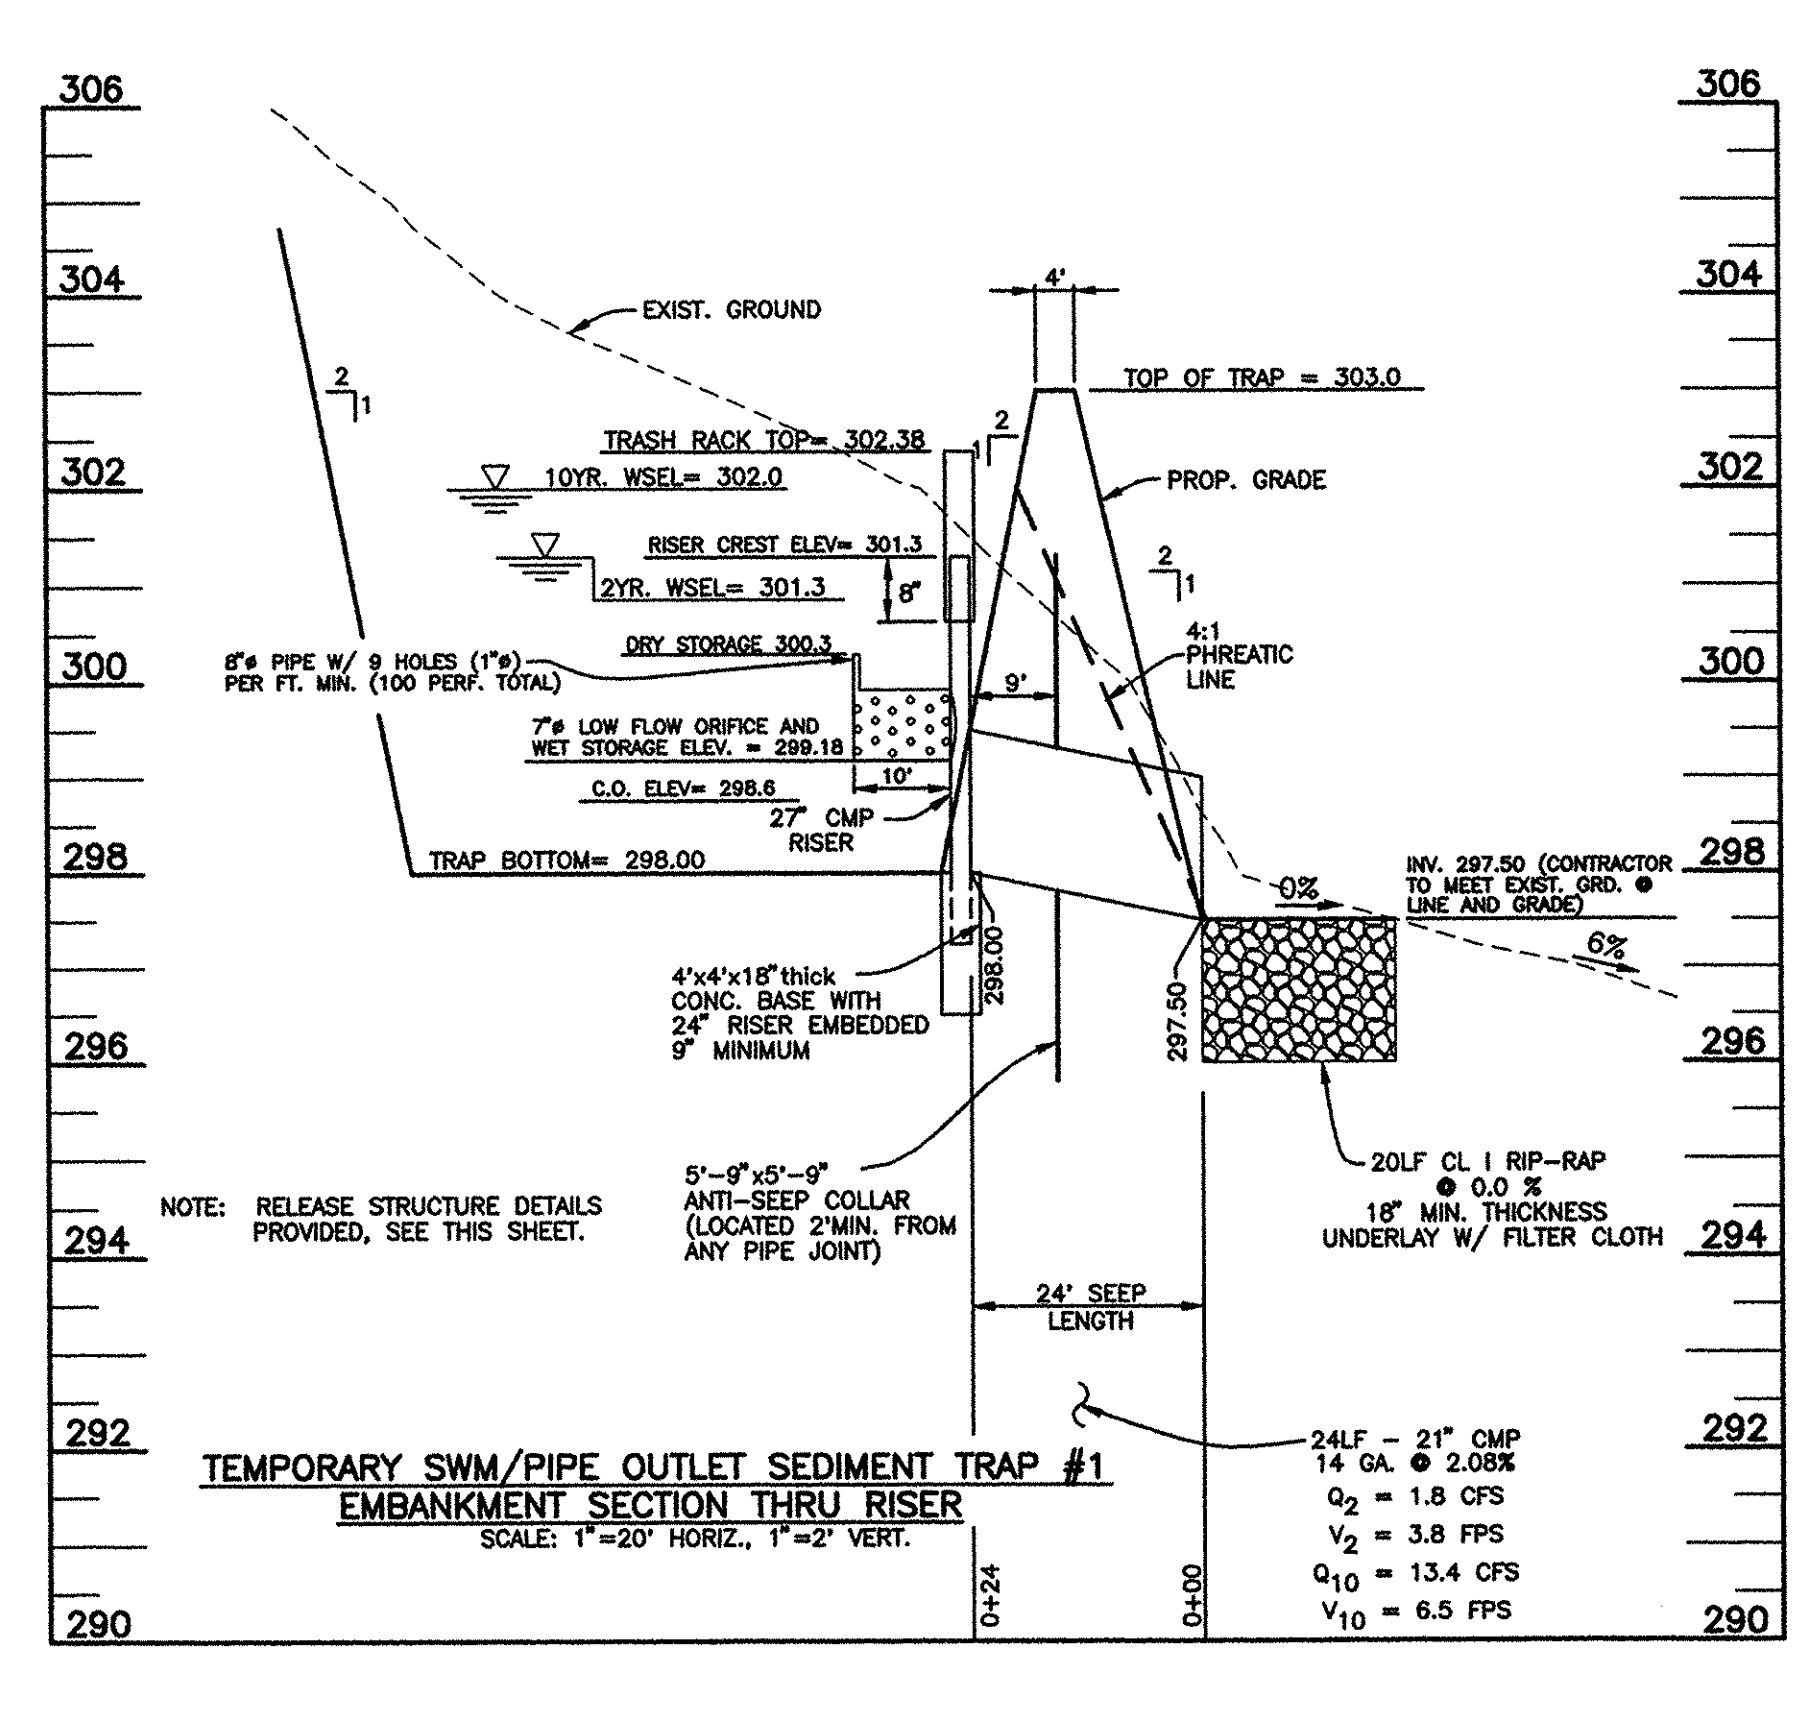 306
306
304
304
302
302
300
300
298
298
296
296
294
294
292
292
290
290
4'
EXIST. GROUND
TOP OF TRAP = 303.0
2
1
2
1
TRASH RACK TOP= 302.38
10YR. WSEL= 302.0
PROP. GRADE
RISER CREST ELEV= 301.3
2YR. WSEL= 301.3
8"
2
1
DRY STORAGE 300.3
8"ø PIPE W/ 9 HOLES (1"ø)
PER FT. MIN. (100 PERF. TOTAL)
4:1
PHREATIC
LINE
9'
7"ø LOW FLOW ORIFICE AND
WET STORAGE ELEV. = 299.18
10'
C.O. ELEV= 298.6
27" CMP
RISER
TRAP BOTTOM= 298.00
0%
INV. 297.50 (CONTRACTOR
TO MEET EXIST. GRD. @
LINE AND GRADE)
6%
298.00
297.50
4'x4'x18"thick
CONC. BASE WITH
24" RISER EMBEDDED
9" MINIMUM
5'-9"x5'-9"
ANTI-SEEP COLLAR
(LOCATED 2'MIN. FROM
ANY PIPE JOINT)
20LF CL I RIP-RAP
@ 0.0 %
18" MIN. THICKNESS
UNDERLAY W/ FILTER CLOTH
NOTE: RELEASE STRUCTURE DETAILS
PROVIDED, SEE THIS SHEET.
24' SEEP
LENGTH
24LF - 21" CMP
14 GA. @ 2.08%
Q2 = 1.8 CFS
V2 = 3.8 FPS
Q10 = 13.4 CFS
V10 = 6.5 FPS
TEMPORARY SWM/PIPE OUTLET SEDIMENT TRAP #1
EMBANKMENT SECTION THRU RISER
SCALE: 1"=20' HORIZ., 1"=2' VERT.
0+24
0+00